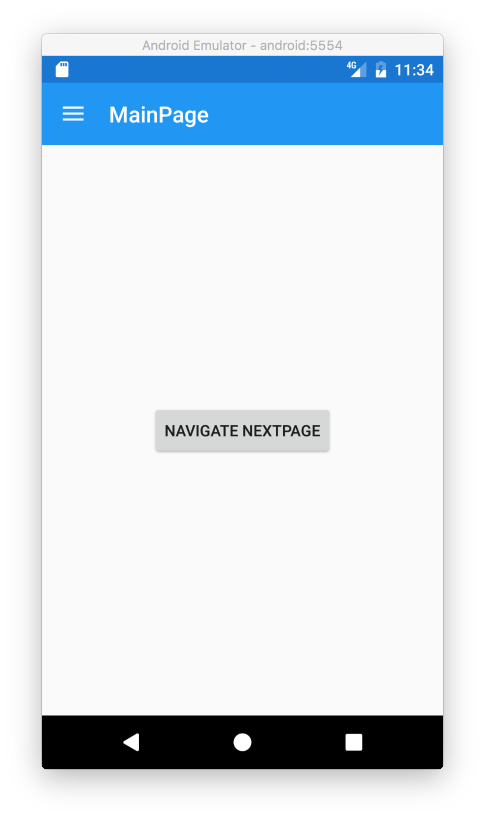 Android Emulator - android:5554
4G 11:34
MainPage
NAVIGATE NEXTPAGE